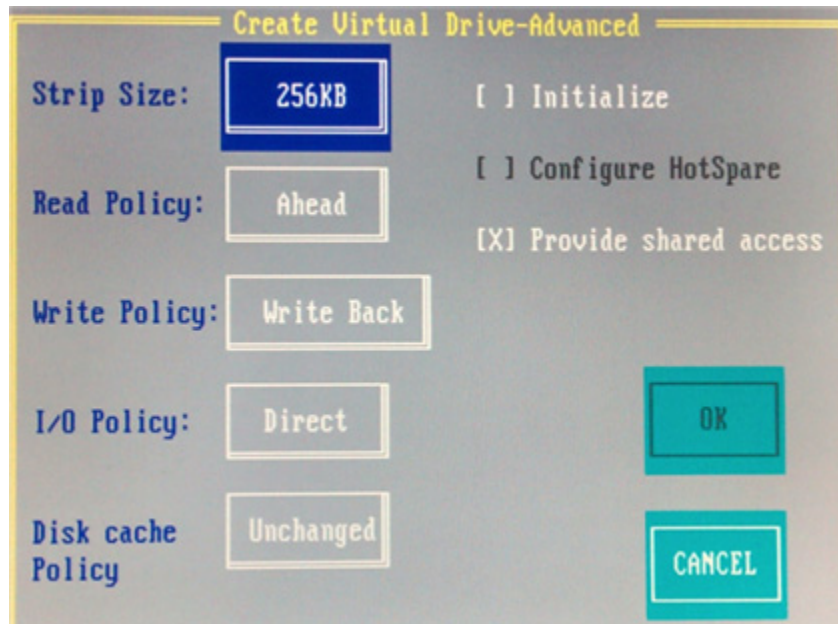 Create Virtual Drive-Advanced
Strip Size: 256KB
[ ] Initialize
[ ] Configure HotSpare
Read Policy: Ahead
[X] Provide shared access
Write Policy: Write Back
I/O Policy: Direct
OK
Disk cache
Policy
Unchanged
CANCEL